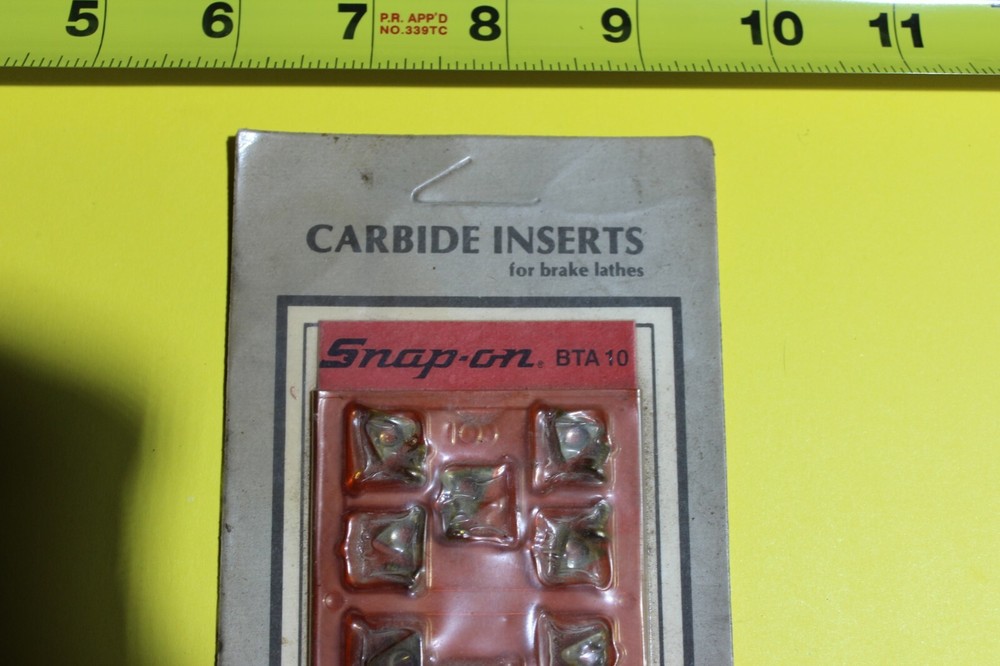 5 6 7 P.R. APP'D 8 9 10 11
NO.339TC
CARBIDE INSERTS
for brake lathes
Snap-on® BTA 10
100